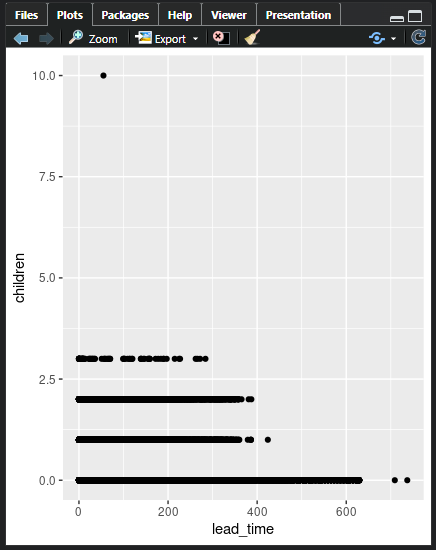 Files Plots Packages Help Viewer Presentation
Zoom Export
10.0
7.5
5.0
2.5
0.0
children
0 200 400 600
lead_time